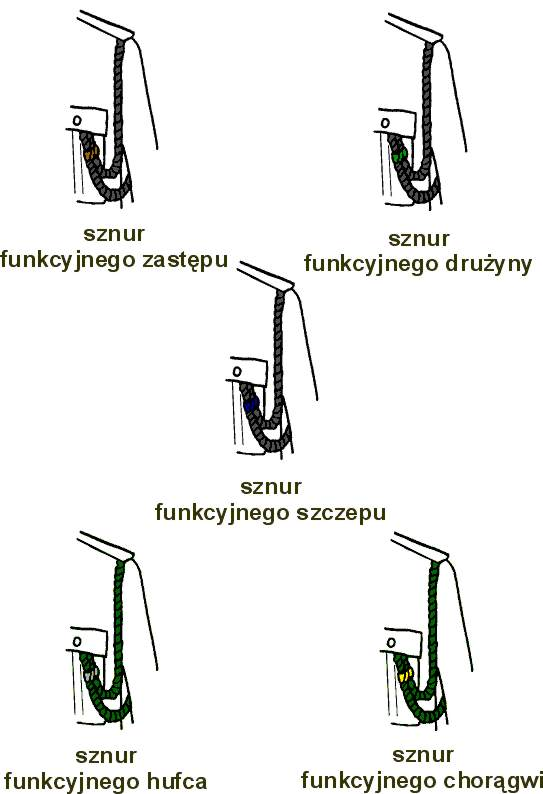 sznur
funkcyjnego zastępu
sznur
funkcyjnego drużyny
sznur
funkcyjnego szczepu
sznur
funkcyjnego hufca
sznur
funkcyjnego chorągwi